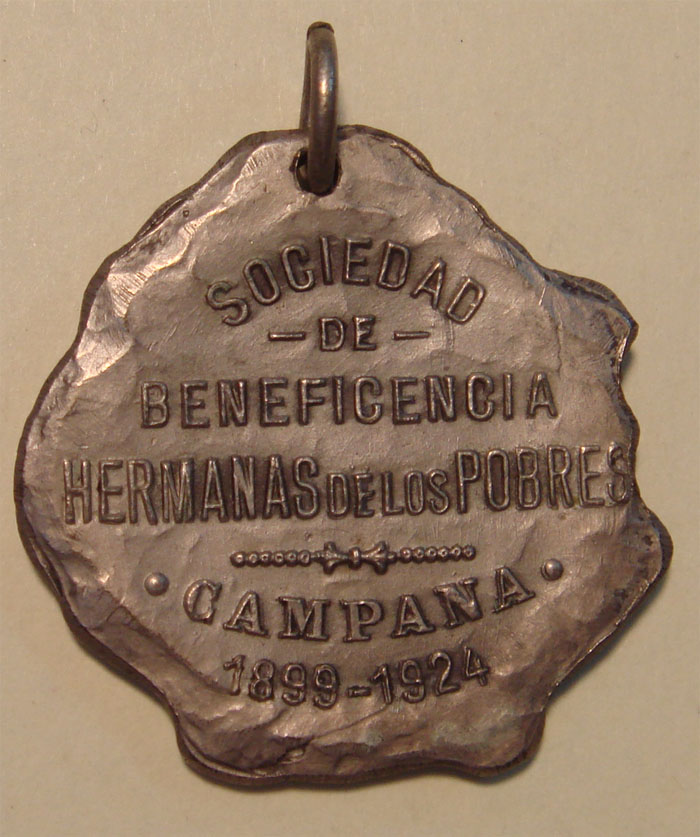 SOCIEDAD
— DE —
BENEFICENCIA
HERMANAS DE LOS POBRES
• CAMPANA •
1899-1924